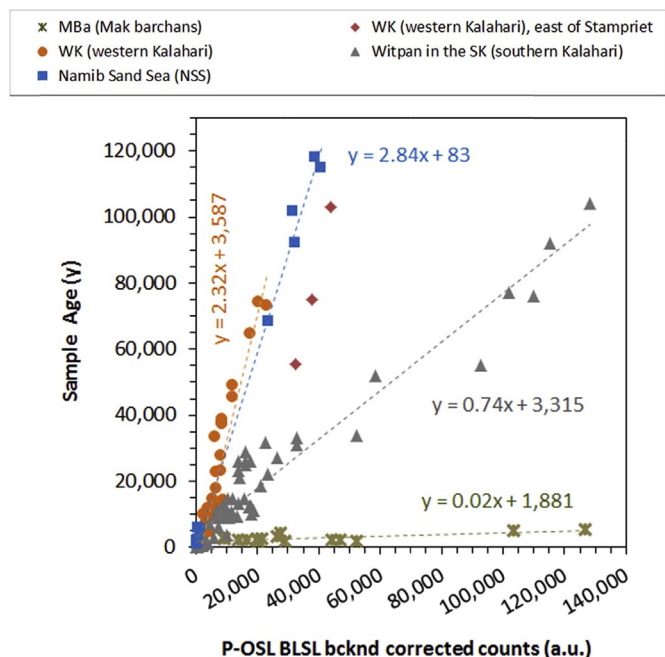 MBa (Mak barchans)
WK (western Kalahari), east of Stampriet
WK (western Kalahari)
Witpan in the SK (southern Kalahari)
Namib Sand Sea (NSS)
120,000
100,000
80,000
60,000
40,000
20,000
0
Sample Age (y)
y = 2.32x + 3,587
y = 2.84x + 83
y = 0.74x + 3,315
y = 0.02x + 1,881
0
20,000
40,000
60,000
80,000
100,000
120,000
140,000
P-OSL BLSL bcknd corrected counts (a.u.)